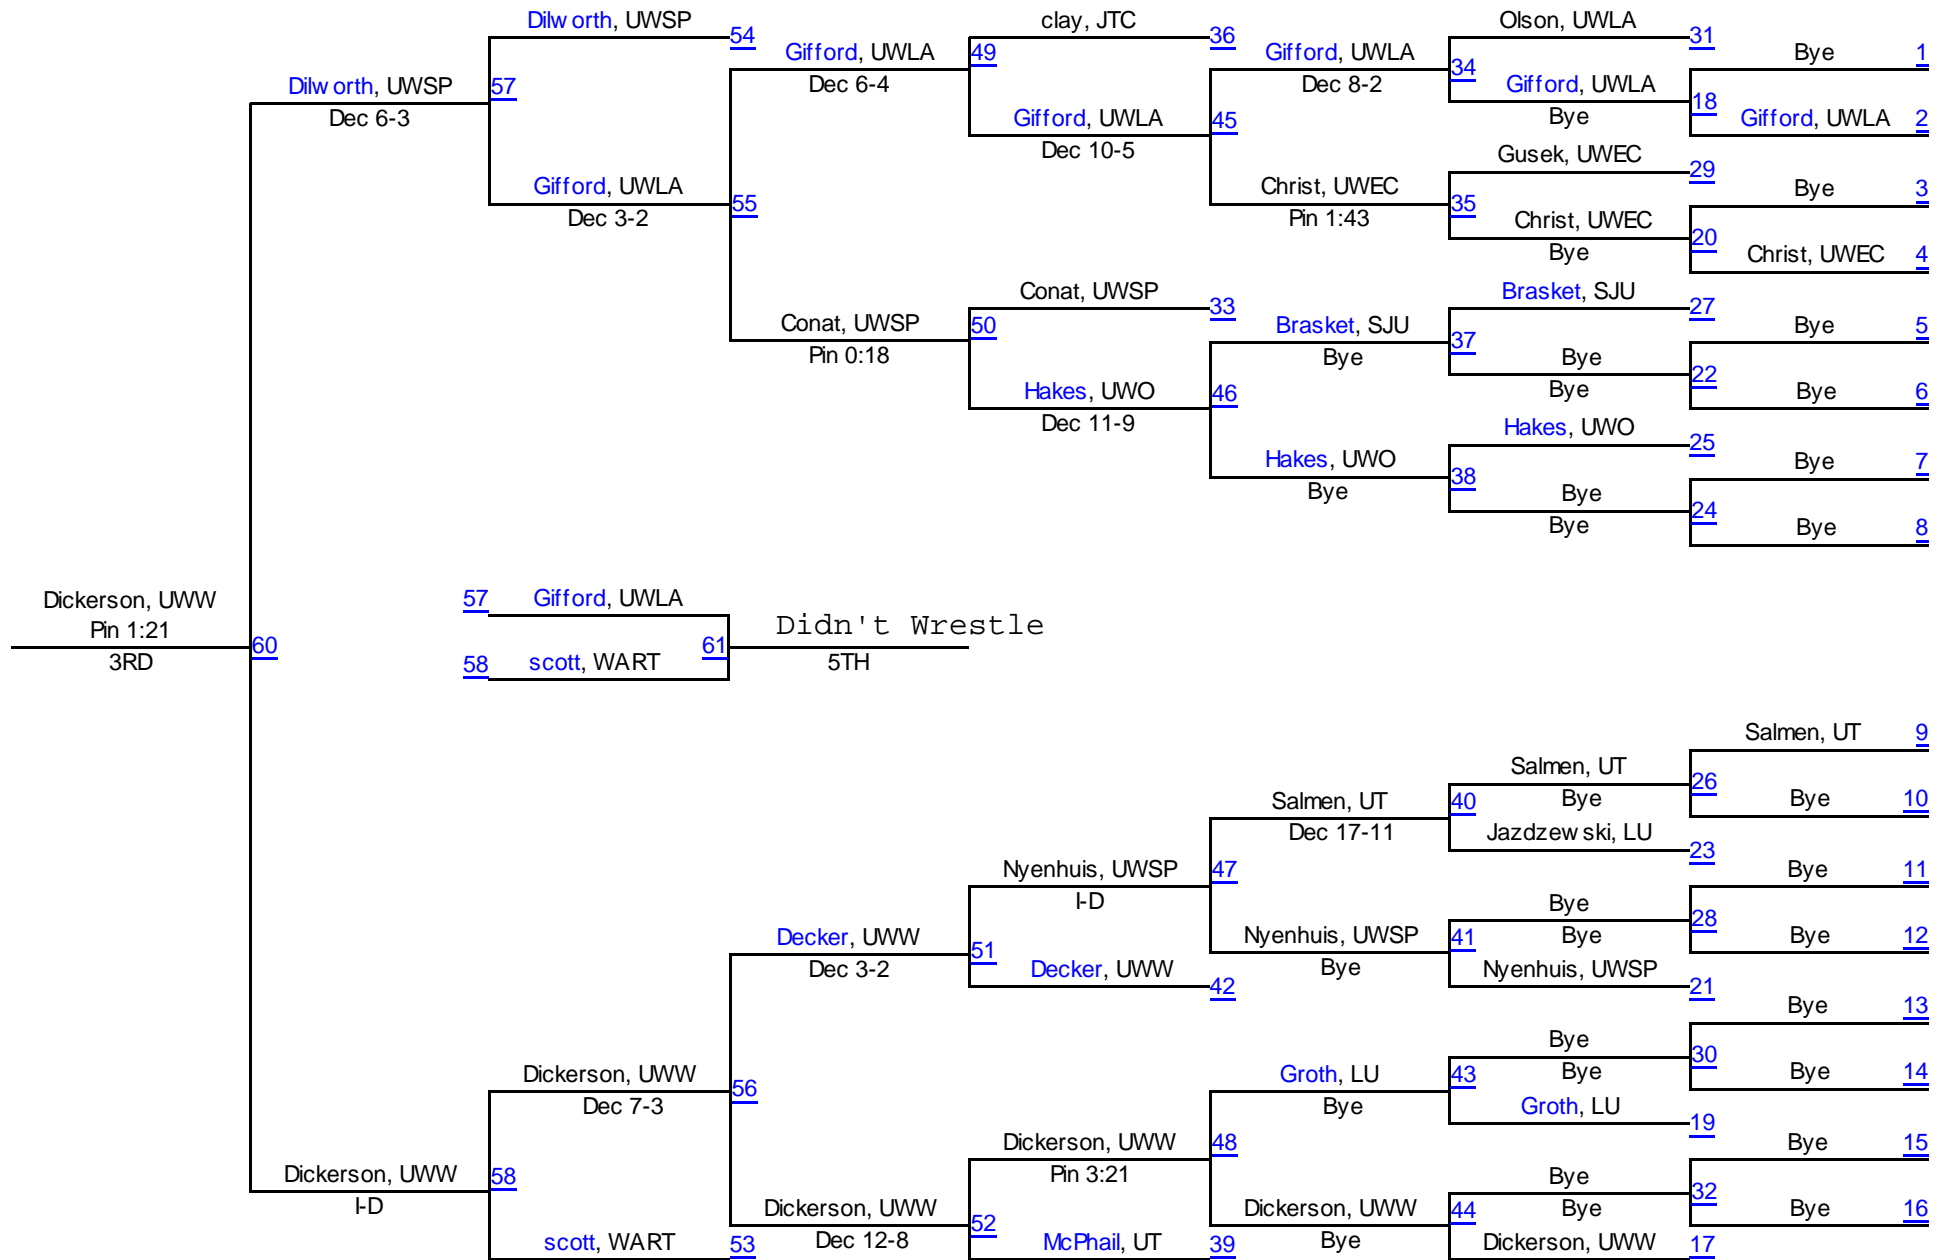 Dilworth, UWSP
54
clay, JTC
36
Olson, UWLA
31
Gifford, UWLA
49
Dec 6-4
Gifford, UWLA
34
Dec 8-2
Bye
1
Dilworth, UWSP
57
Dec 6-3
Gifford, UWLA
18
Bye
Gifford, UWLA
45
Dec 10-5
Gifford, UWLA
2
Gusek, UWEC
29
Gifford, UWLA
55
Dec 3-2
Christ, UWEC
35
Pin 1:43
Bye
3
Christ, UWEC
20
Bye
Christ, UWEC
4
Conat, UWSP
33
Brasket, SJU
27
Conat, UWSP
50
Pin 0:18
Brasket, SJU
37
Bye
Bye
5
Bye
22
Bye
Hakes, UWO
46
Dec 11-9
Bye
6
Hakes, UWO
25
Hakes, UWO
38
Bye
Bye
7
Bye
24
Bye
Bye
8
Dickerson, UWW
Pin 1:21
60
3RD
57
Gifford, UWLA
Didn't Wrestle
58
scott, WART
61
5TH
Salmen, UT
9
Salmen, UT
26
Bye
Salmen, UT
40
Dec 17-11
Bye
10
Jazdzewski, LU
23
Nyenhuis, UWSP
47
I-D
Bye
11
Bye
28
Bye
Decker, UWW
51
Dec 3-2
Nyenhuis, UWSP
41
Bye
Bye
12
Decker, UWW
42
Nyenhuis, UWSP
21
Bye
13
Bye
30
Bye
Dickerson, UWW
56
Dec 7-3
Groth, LU
43
Bye
Bye
14
Groth, LU
19
Dickerson, UWW
48
Pin 3:21
Bye
15
Dickerson, UWW
58
I-D
Bye
32
Bye
Dickerson, UWW
52
Dec 12-8
Dickerson, UWW
44
Bye
Bye
16
scott, WART
53
McPhail, UT
39
Dickerson, UWW
17